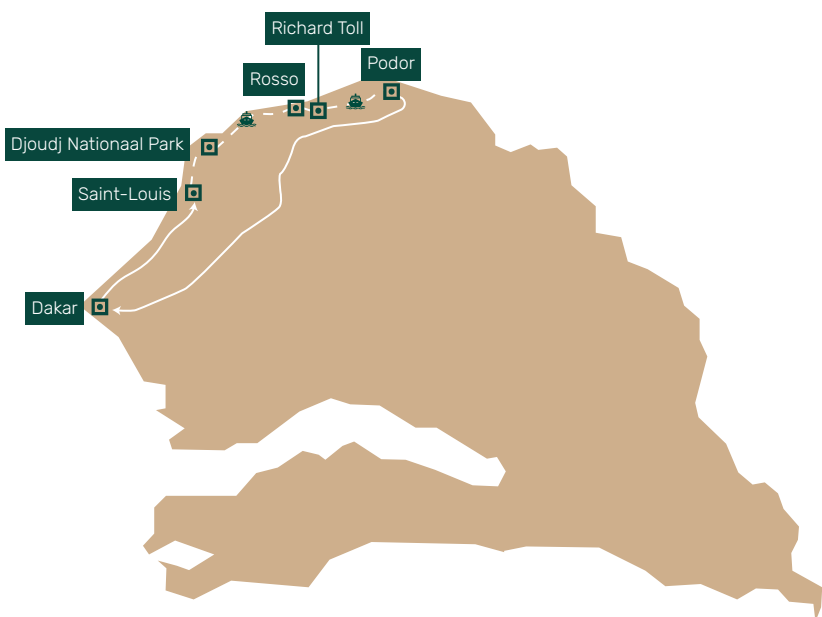 Richard Toll
Podor
Rosso
Djoudj Nationaal Park
Saint-Louis
Dakar